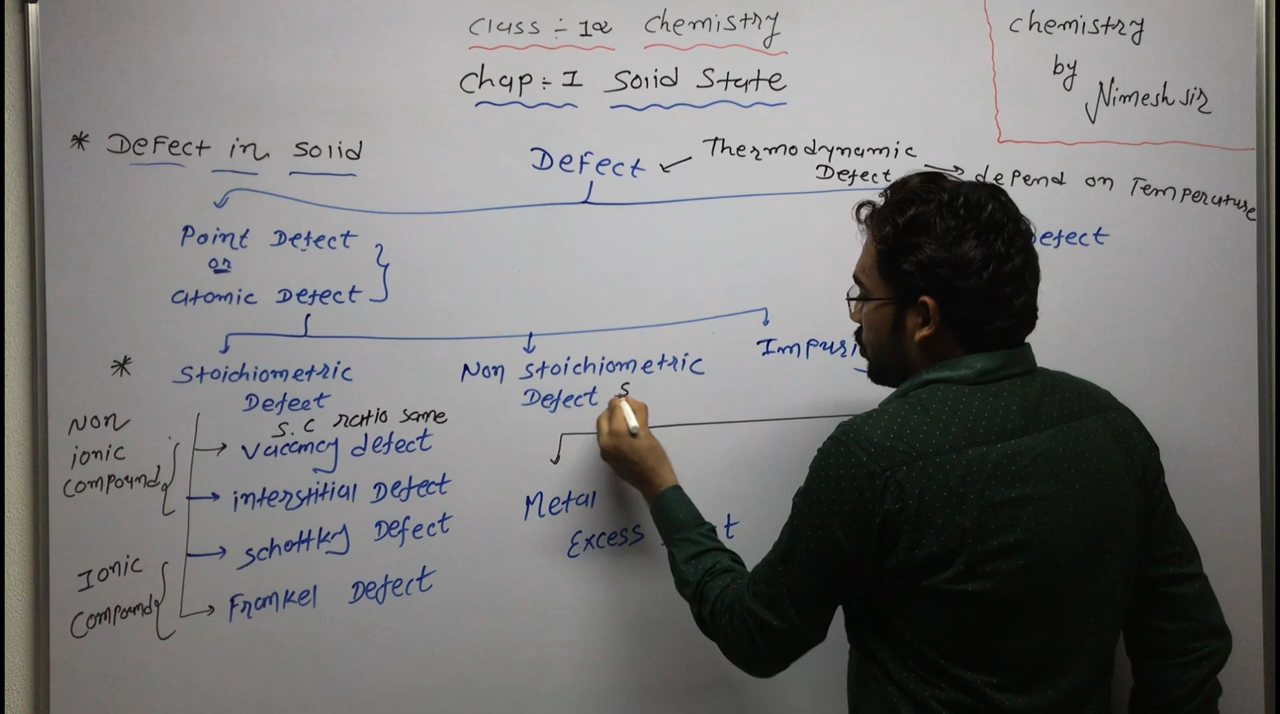 Class :- 12 Chemistry
Chap :- I Solid State
Chemistry
by
Nimesh sir
* Defect in solid
Defect
Thermodynamic
Defect → depend on Temperature
Point Defect
or
atomic Defect
efect
*
Stoichiometric
Defect
S.C ratio same
Non Stoichiometric
Defect S
Impuri
Non
ionic
compound
vacancy defect
interstitial Defect
Ionic
compound
schottky Defect
Frankel Defect
Metal
Excess t